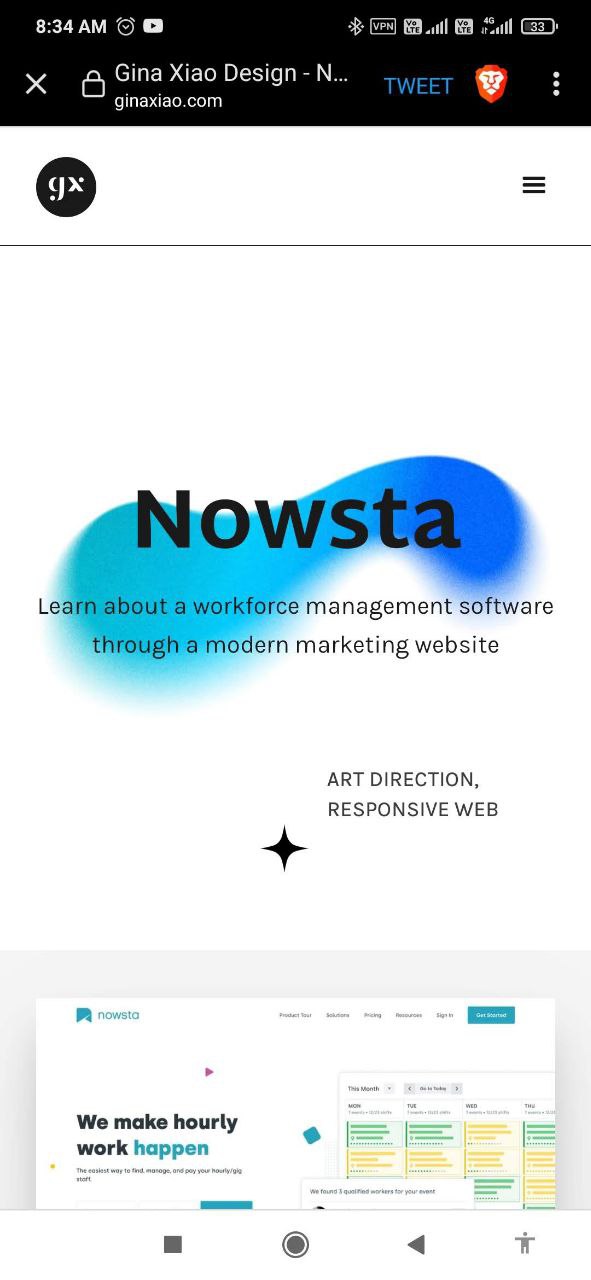 8:34 AM
VPN
Vo LTE
Vo LTE
4G
33
Gina Xiao Design - N...
ginaxiao.com
TWEET
gx
Nowsta
Learn about a workforce management software
through a modern marketing website
ART DIRECTION,
RESPONSIVE WEB
nowsta
Product Tour Solutions Pricing Resources Sign In Get Started
This Month
Go to Today
MON TUE WED THU
We make hourly
work happen
The easiest way to find, manage, and pay your hourly/gig
staff.
We found 3 qualified workers for your event